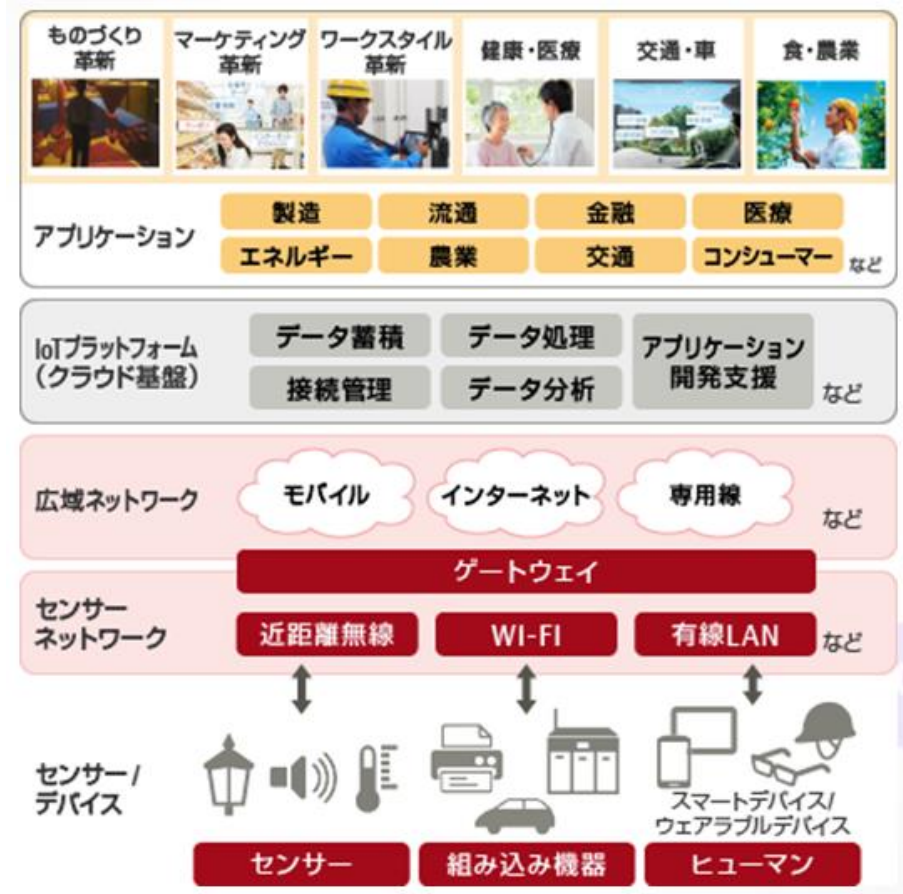 ものづくり
革新
マーケティング
革新
ワークスタイル
革新
健康・医療
交通・車
食・農業
アプリケーション
製造
流通
金融
医療
エネルギー
農業
交通
コンシューマー
など
IoTプラットフォーム
（クラウド基盤）
データ蓄積
データ処理
アプリケーション
開発支援
接続管理
データ分析
など
広域ネットワーク
モバイル
インターネット
専用線
など
ゲートウェイ
センサー
ネットワーク
近距離無線
WI-FI
有線LAN
など
センサー/
デバイス
スマートデバイス/
ウェアラブルデバイス
センサー
組み込み機器
ヒューマン